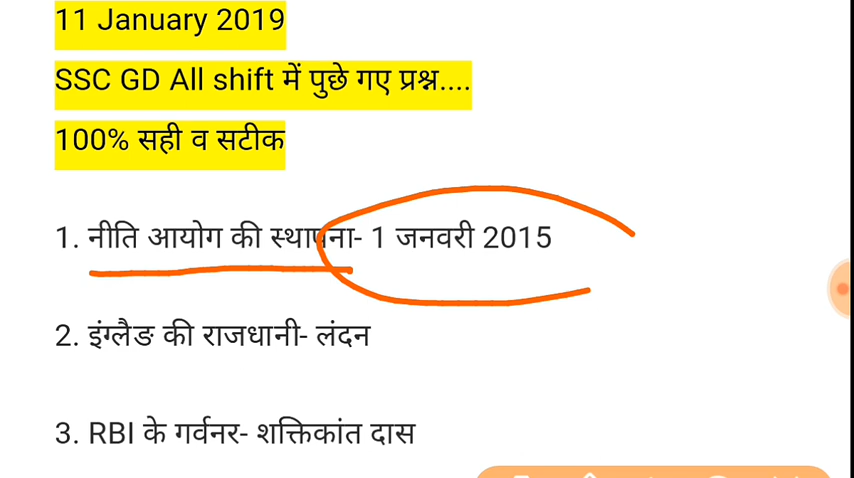 11 January 2019
SSC GD All shift में पुछे गए प्रश्न....
100% सही व सटीक
1. नीति आयोग की स्थापना- 1 जनवरी 2015
2. इंग्लैङ की राजधानी- लंदन
3. RBI के गर्वनर- शक्तिकांत दास